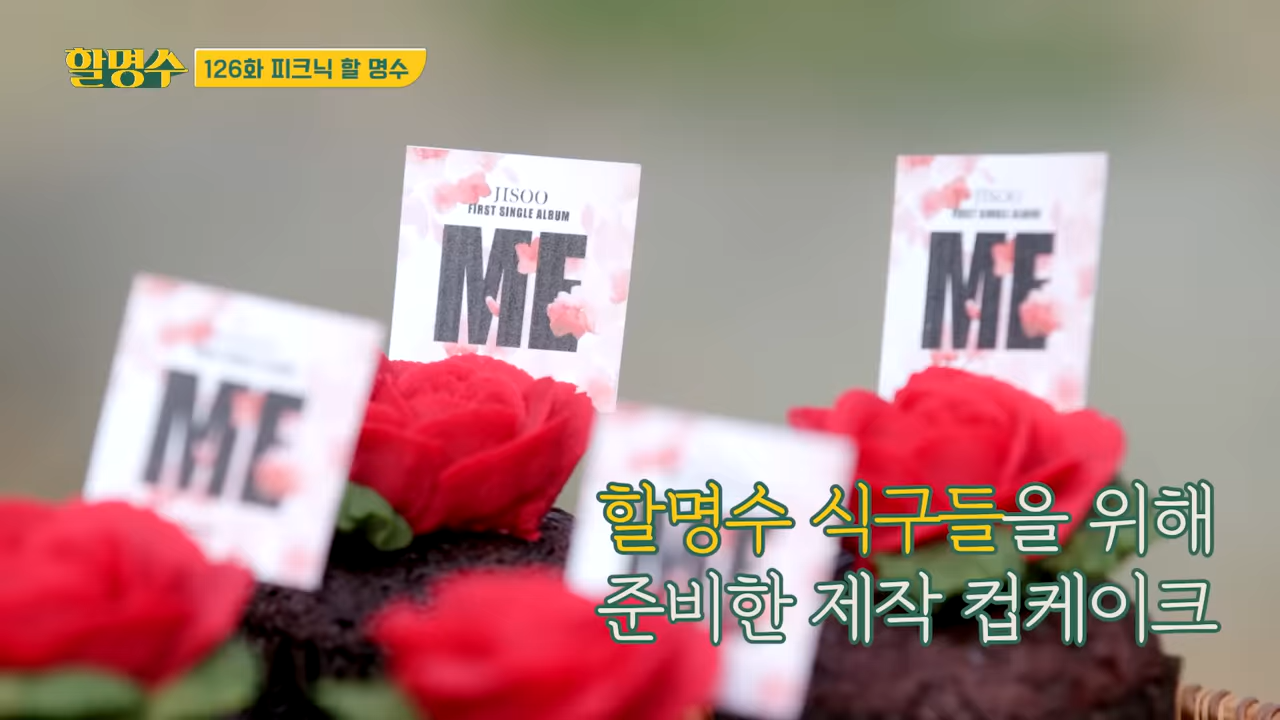 할명수
126화 피크닉 할 명수
JISOO
FIRST SINGLE ALBUM
ME
JISOO
FIRST SINGLE ALBUM
ME
ME
할명수 식구들을 위해
준비한 제작 컵케이크